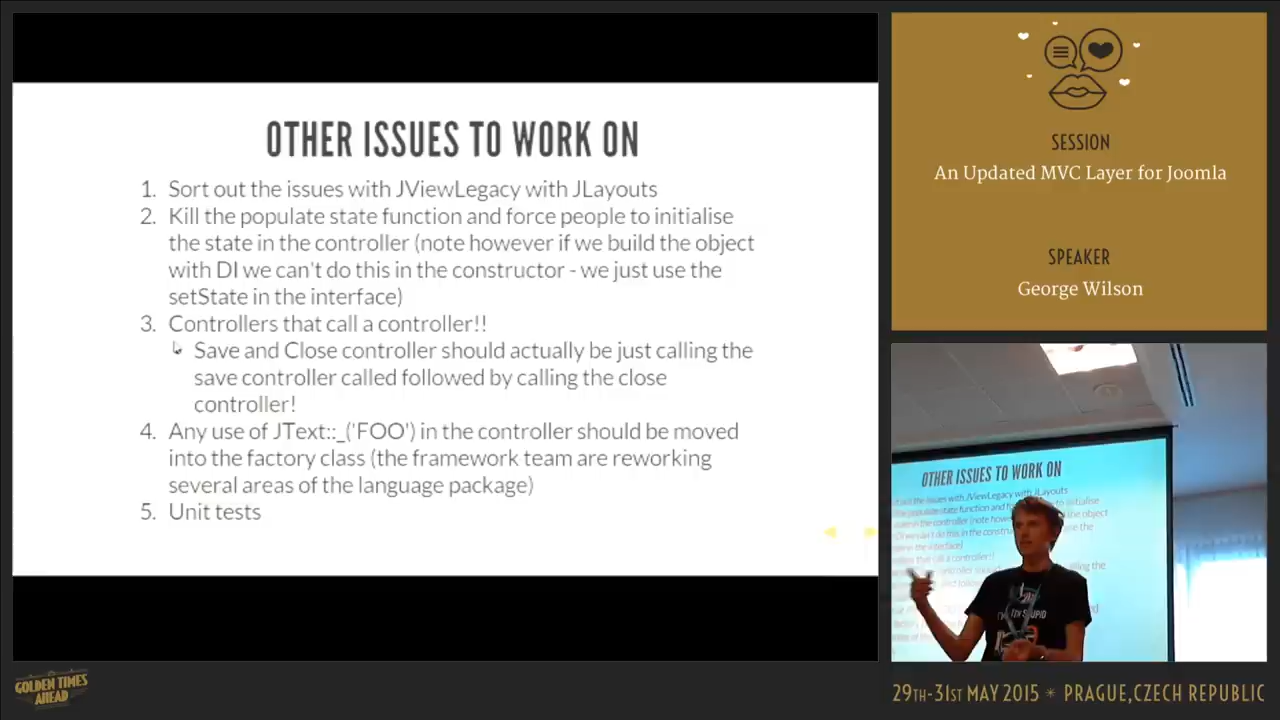 OTHER ISSUES TO WORK ON
1. Sort out the issues with JViewLegacy with JLayouts
2. Kill the populate state function and force people to initialise
the state in the controller (note however if we build the object
with DI we can't do this in the constructor - we just use the
setState in the interface)
3. Controllers that call a controller!!
Save and Close controller should actually be just calling the
save controller called followed by calling the close
controller!
4. Any use of JText::_('FOO') in the controller should be moved
into the factory class (the framework team are reworking
several areas of the language package)
5. Unit tests
SESSION
An Updated MVC Layer for Joomla
SPEAKER
George Wilson
OTHER ISSUES TO WORK ON
out the issues with JViewLegacy with JLayouts
GOLDEN TIMES
AHEAD
29TH-31ST MAY 2015 * PRAGUE, CZECH REPUBLIC